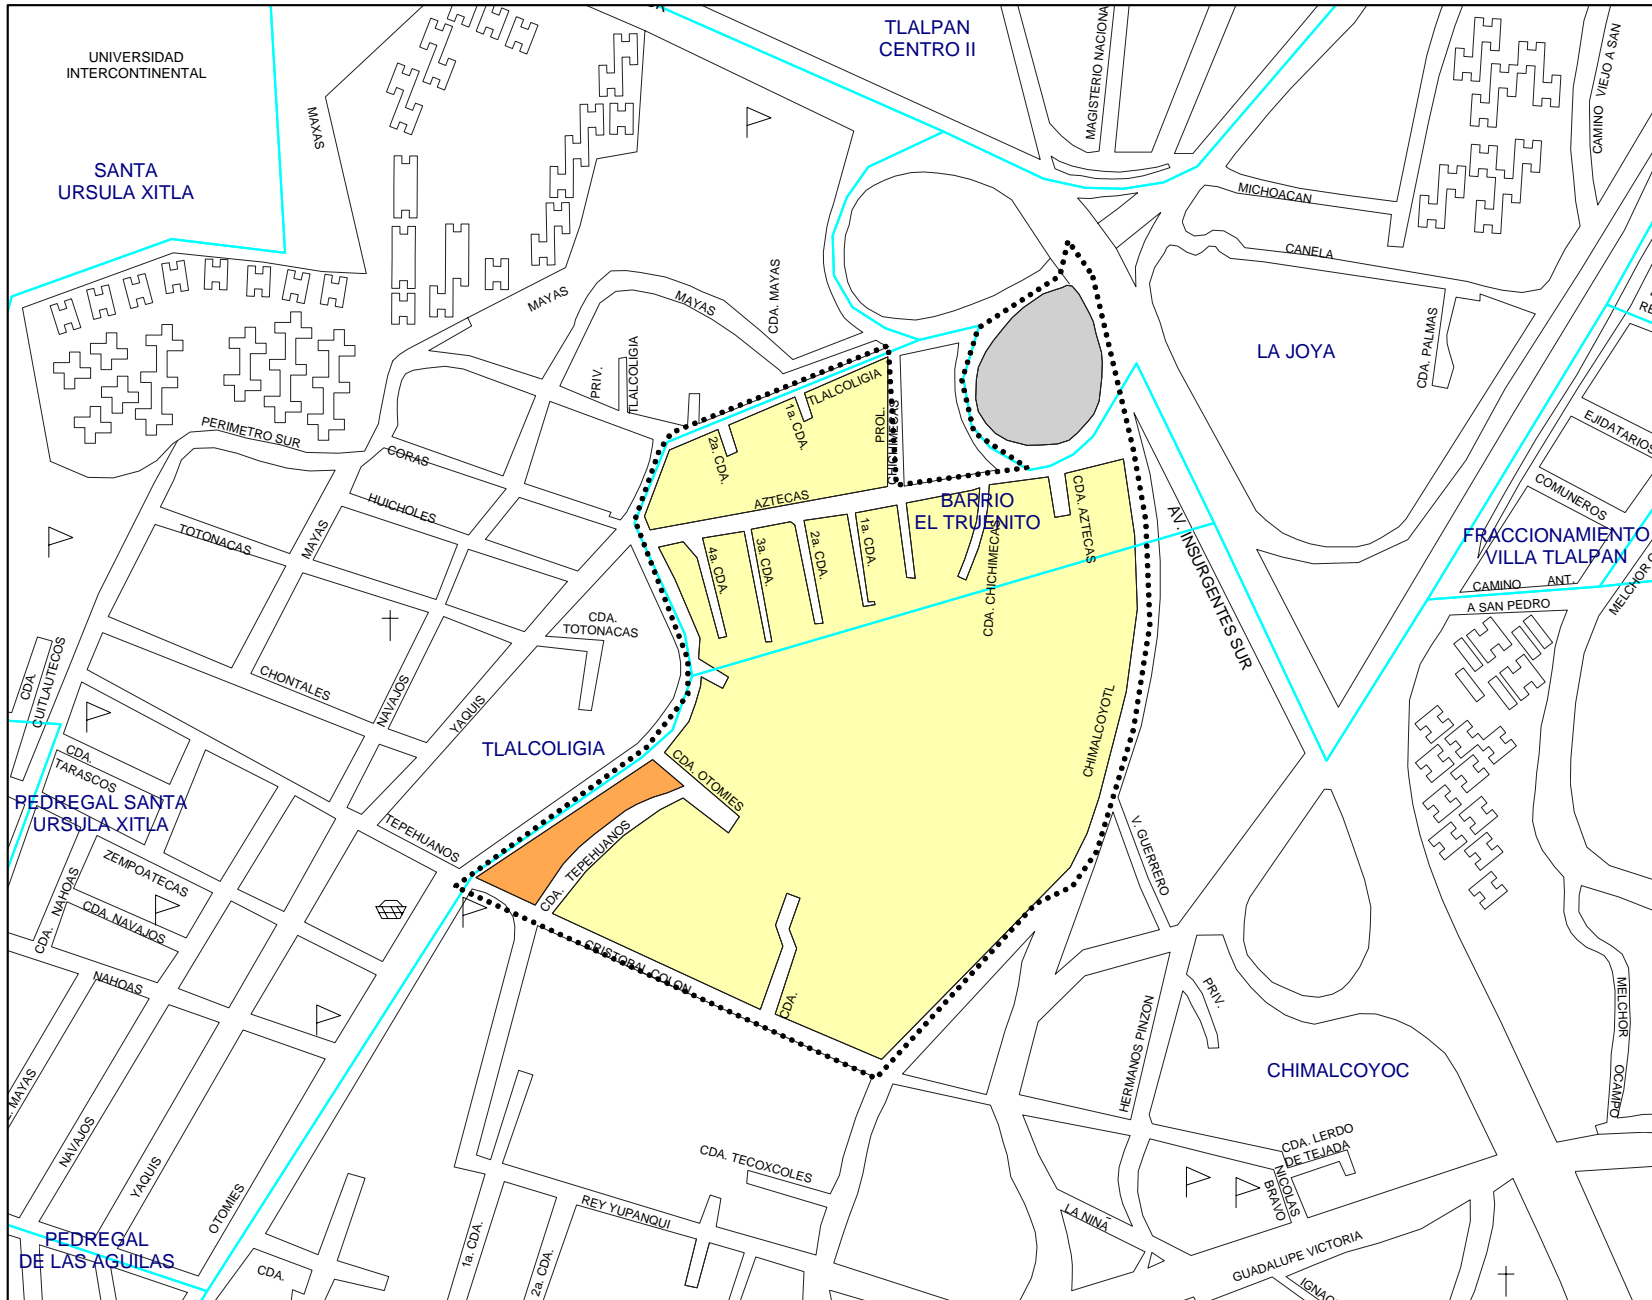 TLALPAN
CENTRO II
UNIVERSIDAD
INTERCONTINENTAL
MAXAS
MAGISTERIO NACIONA
CAMINO VIEJO A SAN
SANTA
URSULA XITLA
MICHOACAN
CANELA
CDA. MAYAS
MAYAS
MAYAS
LA JOYA
CDA. PALMAS
PRIV.
TLALCOLIGIA
TLALCOLIGIA
1a. CDA.
2a. CDA.
PROL.
CHICHIMECAS
PERIMETRO SUR
CORAS
HUICHOLES
TOTONACAS
MAYAS
AZTECAS
BARRIO
EL TRUENITO
CDA. AZTECAS
AV. INSURGENTES SUR
EJIDATARIOS
COMUNEROS
FRACCIONAMIENTO
VILLA TLALPAN
CAMINO ANT.
A SAN PEDRO
MELCHOR
4a. CDA.
3a. CDA.
2a. CDA.
1a. CDA.
CDA. CHICHIMECAS
CDA.
TOTONACAS
CDA.
CUITLAUTECOS
CHONTALES
NAVAJOS
YAQUIS
TLALCOLIGIA
CHIMALCOYOTL
CDA. OTOMIES
CDA.
TARASCOS
PEDREGAL SANTA
URSULA XITLA
TEPEHUANOS
CDA. TEPEHUANOS
V. GUERRERO
ZEMPOATECAS
CDA. NAHOAS
CDA. NAVAJOS
NAHOAS
CRISTOBAL COLON
CDA.
PRIV.
HERMANOS PINZON
MELCHOR OCAMPO
CHIMALCOYOC
MAYAS
NAVAJOS
YAQUIS
OTOMIES
CDA. TECOXCOLES
CDA. LERDO
DE TEJADA
NICOLAS
BRAVO
REY YUPANQUI
LA NINA
1a. CDA.
2a. CDA.
PEDREGAL
DE LAS AGUILAS
CDA.
GUADALUPE VICTORIA
IGNAC